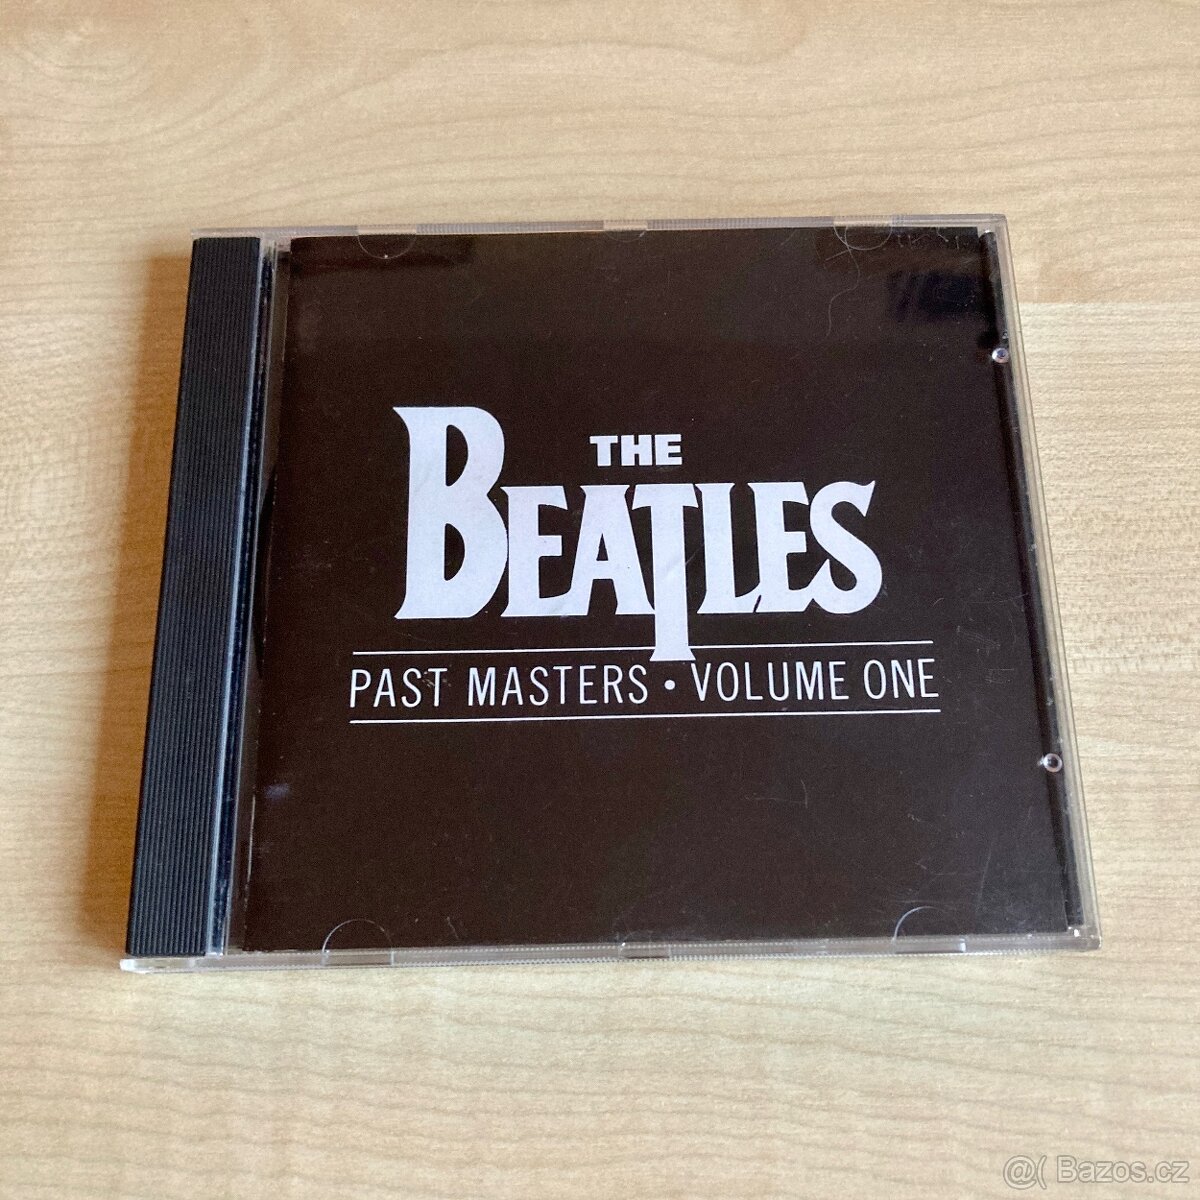 THE
BEATLES
PAST MASTERS • VOLUME ONE
@( Bazos.cz